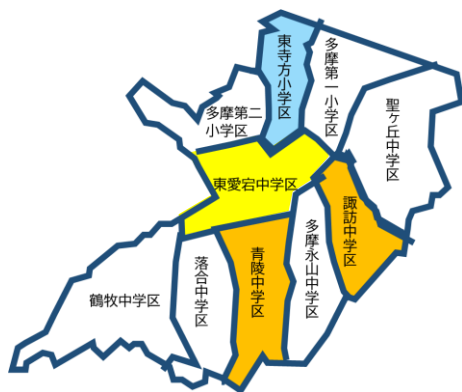 東寺方小学区
多摩第一小学区
多摩第二
小学区
聖ヶ丘中学区
東愛宕中学区
諏訪中学区
多摩永山中学区
青陵中学区
落合中学区
鶴牧中学区